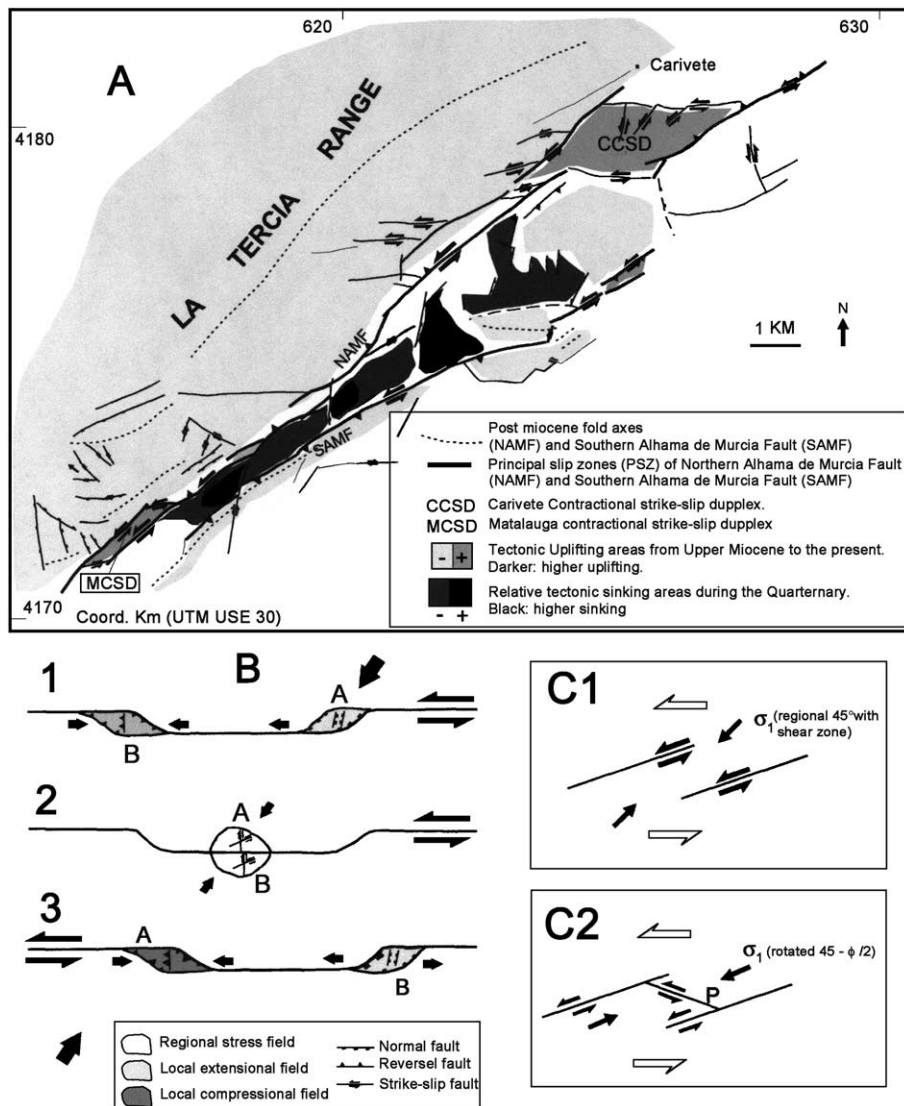 620
630
A
Carivete
4180
CCSD
LA TERCIA RANGE
N
1 KM
NAMF
SAMF
MCSD
4170
Coord. Km (UTM USE 30)
Post miocene fold axes
(NAMF) and Southern Alhama de Murcia Fault (SAMF)
Principal slip zones (PSZ) of Northern Alhama de Murcia Fault
(NAMF) and Southern Alhama de Murcia Fault (SAMF)
CCSD Carivete Contractional strike-slip dupplex.
MCSD Matalauga contractional strike-slip dupplex
- + Tectonic Uplifting areas from Upper Miocene to the present.
Darker: higher uplifting.
Relative tectonic sinking areas during the Quarternary.
- + Black: higher sinking
1
B
A
B
2
A
B
3
A
B
Regional stress field
Local extensional field
Local compressional field
Normal fault
Reversel fault
Strike-slip fault
C1
σ1 (regional 45° with
shear zone)
C2
σ1 (rotated 45 - ϕ /2)
P